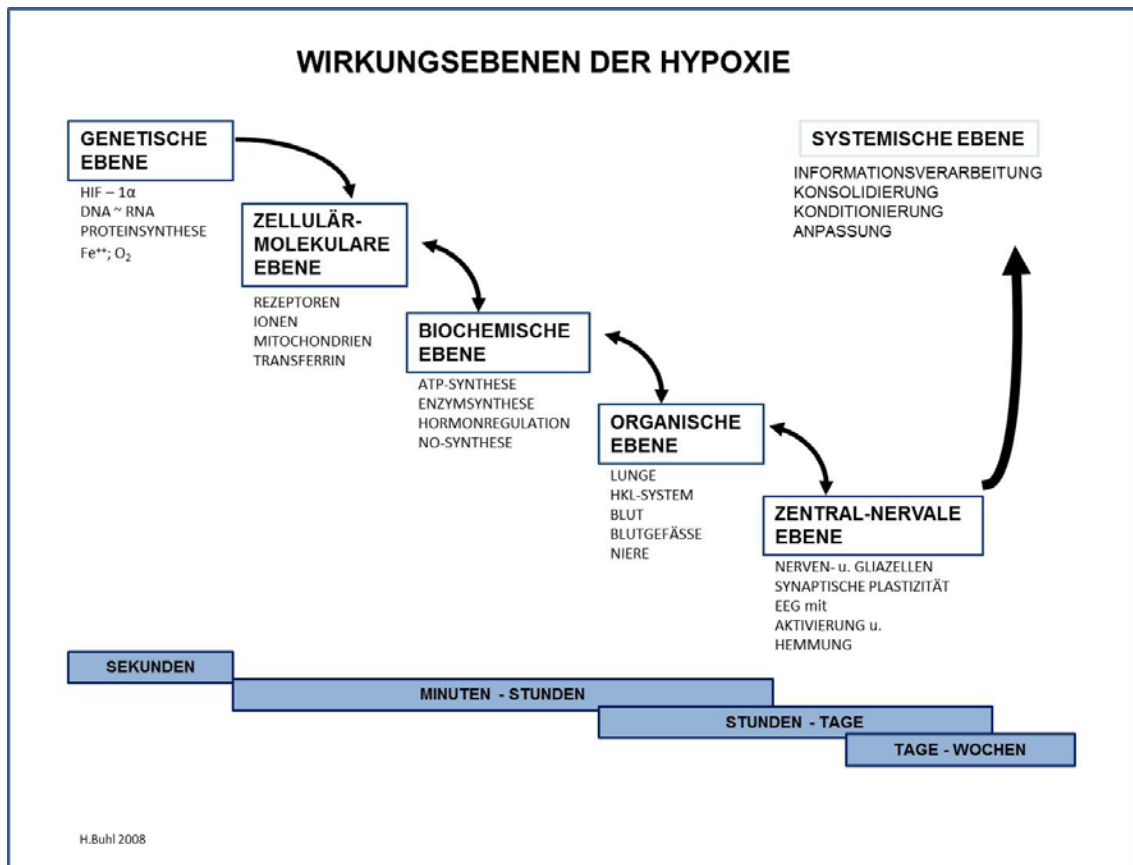 WIRKUNGSEBENEN DER HYPOXIE
GENETISCHE
EBENE
HIF – 1α
DNA ~ RNA
PROTEINSYNTHESE
Fe⁺⁺; O₂
ZELLULÄR-
MOLEKULARE
EBENE
REZEPTOREN
IONEN
MITOCHONDRIEN
TRANSFERRIN
BIOCHEMISCHE
EBENE
ATP-SYNTHESE
ENZYMSYNTHESE
HORMONREGULATION
NO-SYNTHESE
ORGANISCHE
EBENE
LUNGE
HKL-SYSTEM
BLUT
BLUTGEFÄSSE
NIERE
ZENTRAL-NERVALE
EBENE
NERVEN- u. GLIAZELLEN
SYNAPTISCHE PLASTIZITÄT
EEG mit
AKTIVIERUNG u.
HEMMUNG
SYSTEMISCHE EBENE
INFORMATIONSVERARBEITUNG
KONSOLIDIERUNG
KONDITIONIERUNG
ANPASSUNG
SEKUNDEN
MINUTEN - STUNDEN
STUNDEN - TAGE
TAGE - WOCHEN
H.Buhl 2008